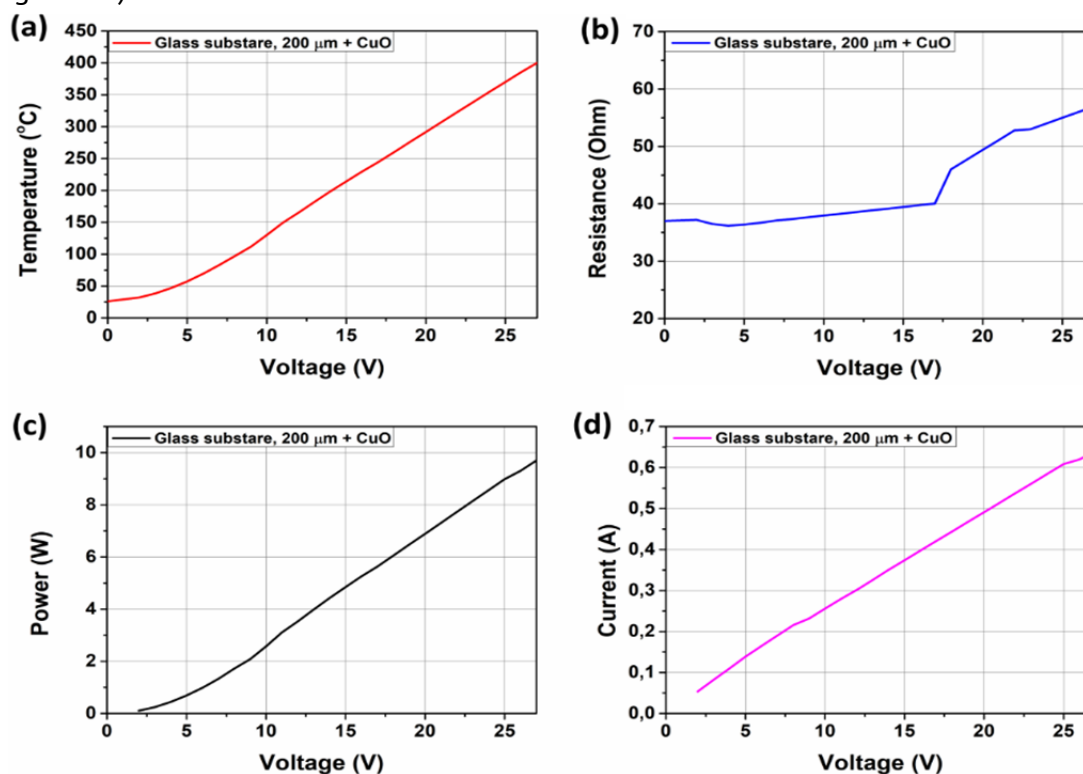 (a)
Glass substare, 200 μm + CuO
450
400
350
300
250
200
150
100
50
0
Temperature (°C)
0 5 10 15 20 25
Voltage (V)
(b)
Glass substare, 200 μm + CuO
70
60
50
40
30
20
Resistance (Ohm)
0 5 10 15 20 25
Voltage (V)
(c)
Glass substare, 200 μm + CuO
10
8
6
4
2
0
Power (W)
0 5 10 15 20 25
Voltage (V)
(d)
Glass substare, 200 μm + CuO
0,7
0,6
0,5
0,4
0,3
0,2
0,1
0,0
Current (A)
0 5 10 15 20 25
Voltage (V)